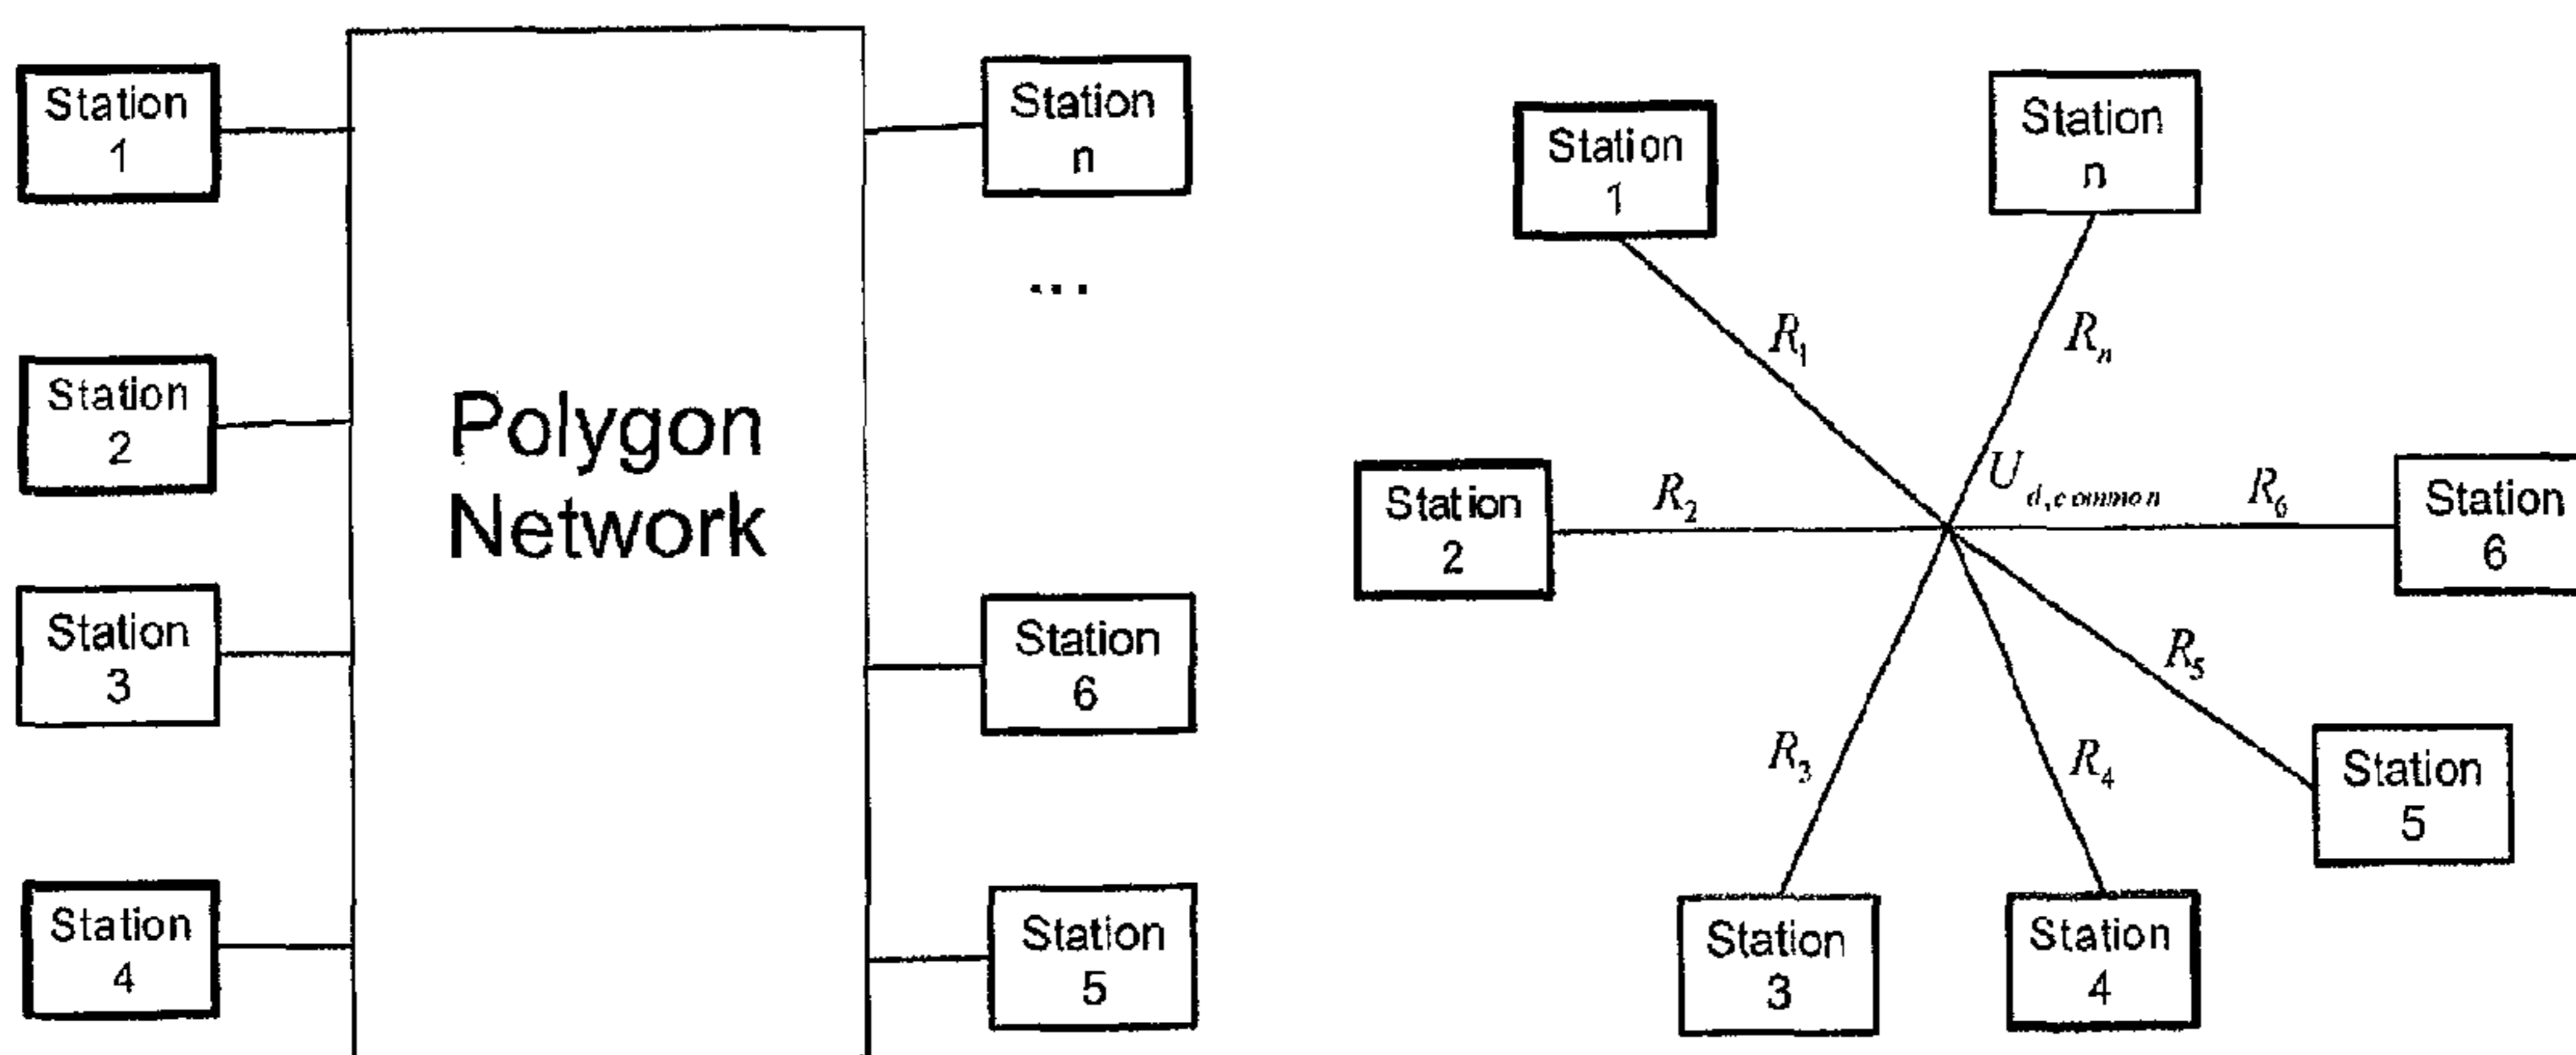 Station
1
Station
2
Station
3
Station
4
Polygon
Network
Station
n
...
Station
6
Station
5
Station
1
Station
n
R₁
Rₙ
Station
2
R₂
U d,common
R₆
Station
6
R₅
R₃
R₄
Station
5
Station
3
Station
4